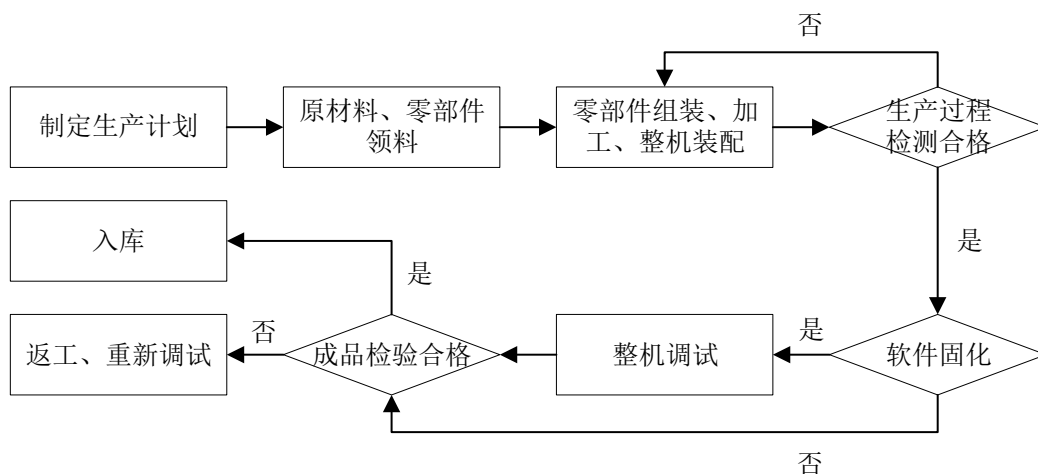 否
制定生产计划
原材料、零部件
领料
零部件组装、加
工、整机装配
生产过程
检测合格
入库
是
是
返工、重新调试
否
成品检验合格
整机调试
是
软件固化
否